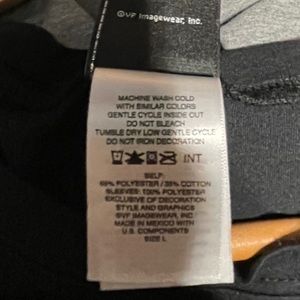 ©VF Imagewear, Inc.
MACHINE WASH COLD
WITH SIMILAR COLORS
GENTLE CYCLE INSIDE OUT
DO NOT BLEACH
TUMBLE DRY LOW GENTLE CYCLE
DO NOT IRON DECORATION
INT
SELF:
65% POLYESTER / 35% COTTON
SLEEVES: 100% POLYESTER
EXCLUSIVE OF DECORATION
STYLE AND GRAPHICS
©VF IMAGEWEAR, INC.
MADE IN MEXICO WITH
U.S. COMPONENTS
SIZE L